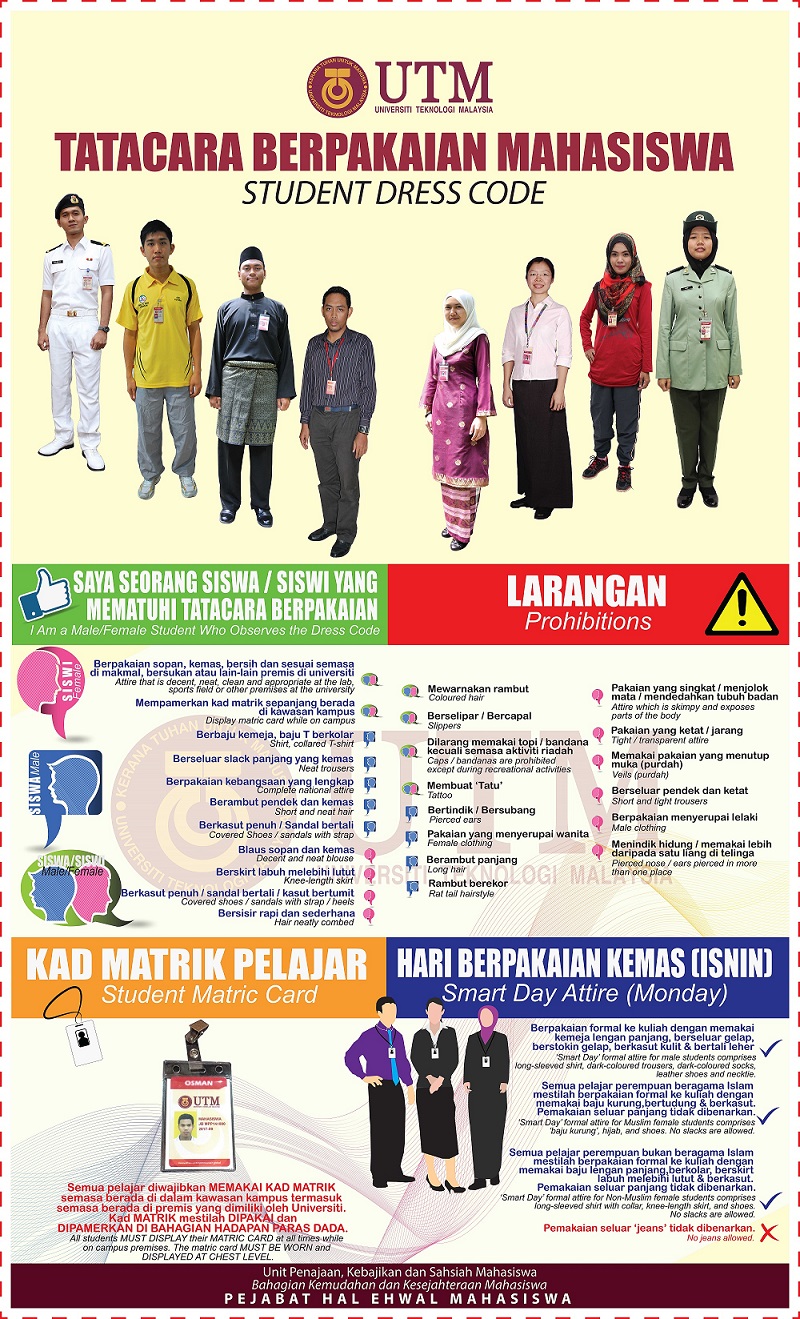 UTM
UNIVERSITI TEKNOLOGI MALAYSIA
TATACARA BERPAKAIAN MAHASISWA
STUDENT DRESS CODE
SAYA SEORANG SISWA / SISWI YANG
MEMATUHI TATACARA BERPAKAIAN
I Am a Male/Female Student Who Observes the Dress Code
LARANGAN
Prohibitions
SISWI
Female
SISWA Male
SISWA/SISWI
Male/Female
Berpakaian sopan, kemas, bersih dan sesuai semasa
di makmal, bersukan atau lain-lain premis di universiti
Attire that is decent, neat, clean and appropriate at the lab,
sports field or other premises at the university
Mempamerkan kad matrik sepanjang berada
di kawasan kampus
Display matric card while on campus
Berbaju kemeja, baju T berkolar
Shirt, collared T-shirt
Berseluar slack panjang yang kemas
Neat trousers
Berpakaian kebangsaan yang lengkap
Complete national attire
Berambut pendek dan kemas
Short and neat hair
Berkasut penuh / Sandal bertali
Covered Shoes / sandals with strap
Blaus sopan dan kemas
Decent and neat blouse
Berskirt labuh melebihi lutut
Knee-length skirt
Berkasut penuh / sandal bertali / kasut bertumit
Covered shoes / sandals with strap / heels
Bersisir rapi dan sederhana
Hair neatly combed
Mewarnakan rambut
Coloured hair
Berselipar / Bercapal
Slippers
Dilarang memakai topi / bandana
kecuali semasa aktiviti riadah
Caps / bandanas are prohibited
except during recreational activities
Membuat 'Tatu'
Tattoo
Bertindik / Bersubang
Pierced ears
Pakaian yang menyerupai wanita
Female clothing
Berambut panjang
Long hair
Rambut berekor
Rat tail hairstyle
Pakaian yang singkat / menjolok
mata / mendedahkan tubuh badan
Attire which is skimpy and exposes
parts of the body
Pakaian yang ketat / jarang
Tight / transparent attire
Memakai pakaian yang menutup
muka (purdah)
Veils (purdah)
Berseluar pendek dan ketat
Short and tight trousers
Berpakaian menyerupai lelaki
Male clothing
Menindik hidung / memakai lebih
daripada satu liang di telinga
Pierced nose / ears pierced in more
than one place
KAD MATRIK PELAJAR
Student Matric Card
OSMAN
UTM
MAHASISWA
Semua pelajar diwajibkan MEMAKAI KAD MATRIK
semasa berada di dalam kawasan kampus termasuk
semasa berada di premis yang dimiliki oleh Universiti.
Kad MATRIK mestilah DIPAKAI dan
DIPAMERKAN DI BAHAGIAN HADAPAN PARAS DADA.
All students MUST DISPLAY their MATRIC CARD at all times while
on campus premises. The matric card MUST BE WORN and
DISPLAYED AT CHEST LEVEL.
HARI BERPAKAIAN KEMAS (ISNIN)
Smart Day Attire (Monday)
Berpakaian formal ke kuliah dengan memakai
kemeja lengan panjang, berseluar gelap,
berstokin gelap, berkasut kulit & bertali leher
'Smart Day' formal attire for male students comprises
long-sleeved shirt, dark-coloured trousers, dark-coloured socks,
leather shoes and necktie.
Semua pelajar perempuan beragama Islam
mestilah berpakaian formal ke kuliah dengan
memakai baju kurung,bertudung & berkasut.
Pemakaian seluar panjang tidak dibenarkan.
'Smart Day' formal attire for Muslim female students comprises
'baju kurung', hijab, and shoes. No slacks are allowed.
Semua pelajar perempuan bukan beragama Islam
mestilah berpakaian formal ke kuliah dengan
memakai baju lengan panjang,berkolar, berskirt
labuh melebihi lutut & berkasut.
Pemakaian seluar panjang tidak dibenarkan.
'Smart Day' formal attire for Non-Muslim female students comprises
long-sleeved shirt with collar, knee-length skirt, and shoes.
No slacks are allowed.
Pemakaian seluar 'jeans' tidak dibenarkan.
No jeans allowed.
Unit Penajaan, Kebajikan dan Sahsiah Mahasiswa
Bahagian Kemudahan dan Kesejahteraan Mahasiswa
PEJABAT HAL EHWAL MAHASISWA